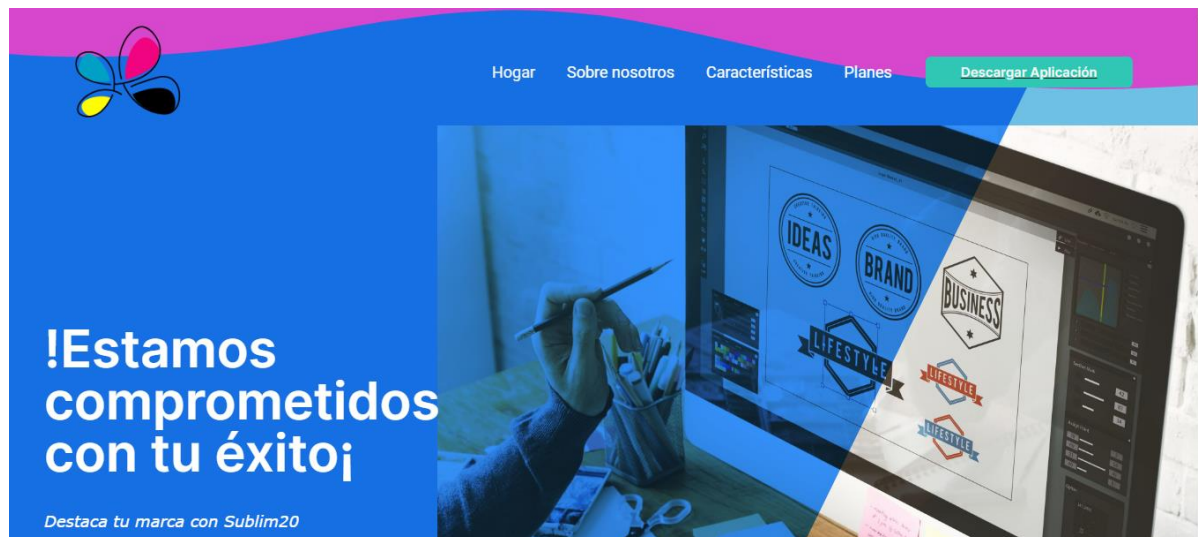 Hogar Sobre nosotros Características Planes Descargar Aplicación
IDEAS
BRAND
BUSINESS
LIFESTYLE
LIFESTYLE
LIFESTYLE
!Estamos
comprometidos
con tu éxito¡
Destaca tu marca con Sublim20